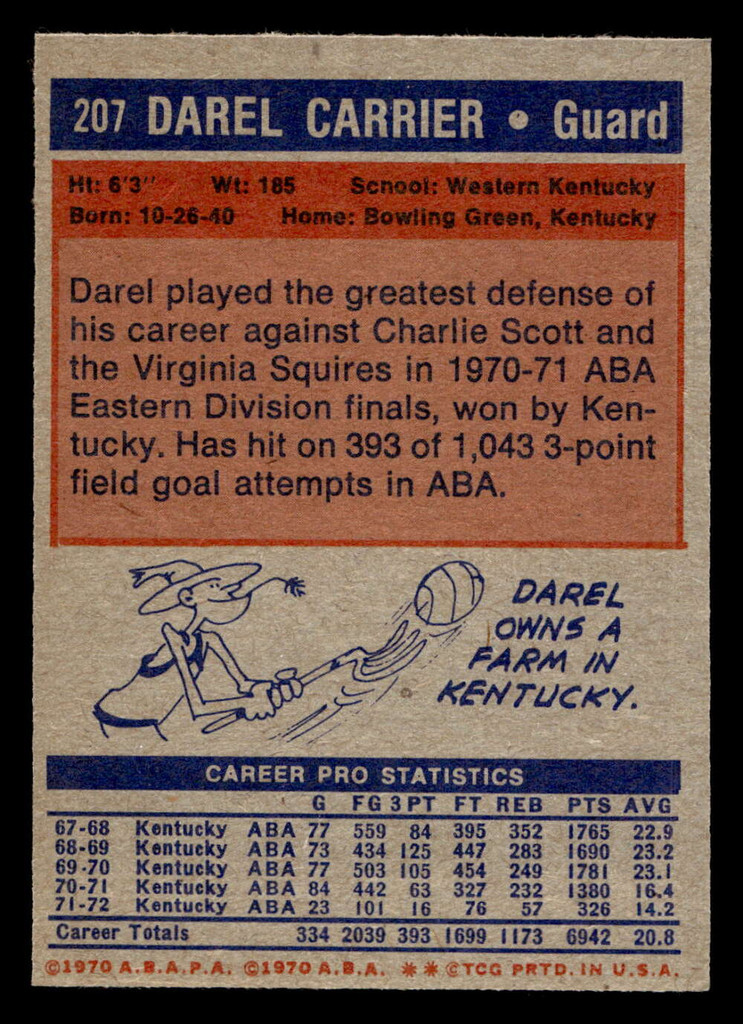 207 DAREL CARRIER • Guard
Ht: 6'3" Wt: 185 School: Western Kentucky
Born: 10-26-40 Home: Bowling Green, Kentucky
Darel played the greatest defense of
his career against Charlie Scott and
the Virginia Squires in 1970-71 ABA
Eastern Division finals, won by Ken-
tucky. Has hit on 393 of 1,043 3-point
field goal attempts in ABA.
DAREL
OWNS A
FARM IN
KENTUCKY.
CAREER PRO STATISTICS
G FG 3PT FT REB PTS AVG
67-68 Kentucky ABA 77 559 84 395 352 1765 22.9
68-69 Kentucky ABA 73 434 125 447 283 1690 23.2
69-70 Kentucky ABA 77 503 105 454 249 1781 23.1
70-71 Kentucky ABA 84 442 63 327 232 1380 16.4
71-72 Kentucky ABA 23 101 16 76 57 326 14.2
Career Totals 334 2039 393 1699 1173 6942 20.8
©1970 A.B.A.P.A. ©1970 A.B.A. ** ©TCG PRTD. IN U.S.A.